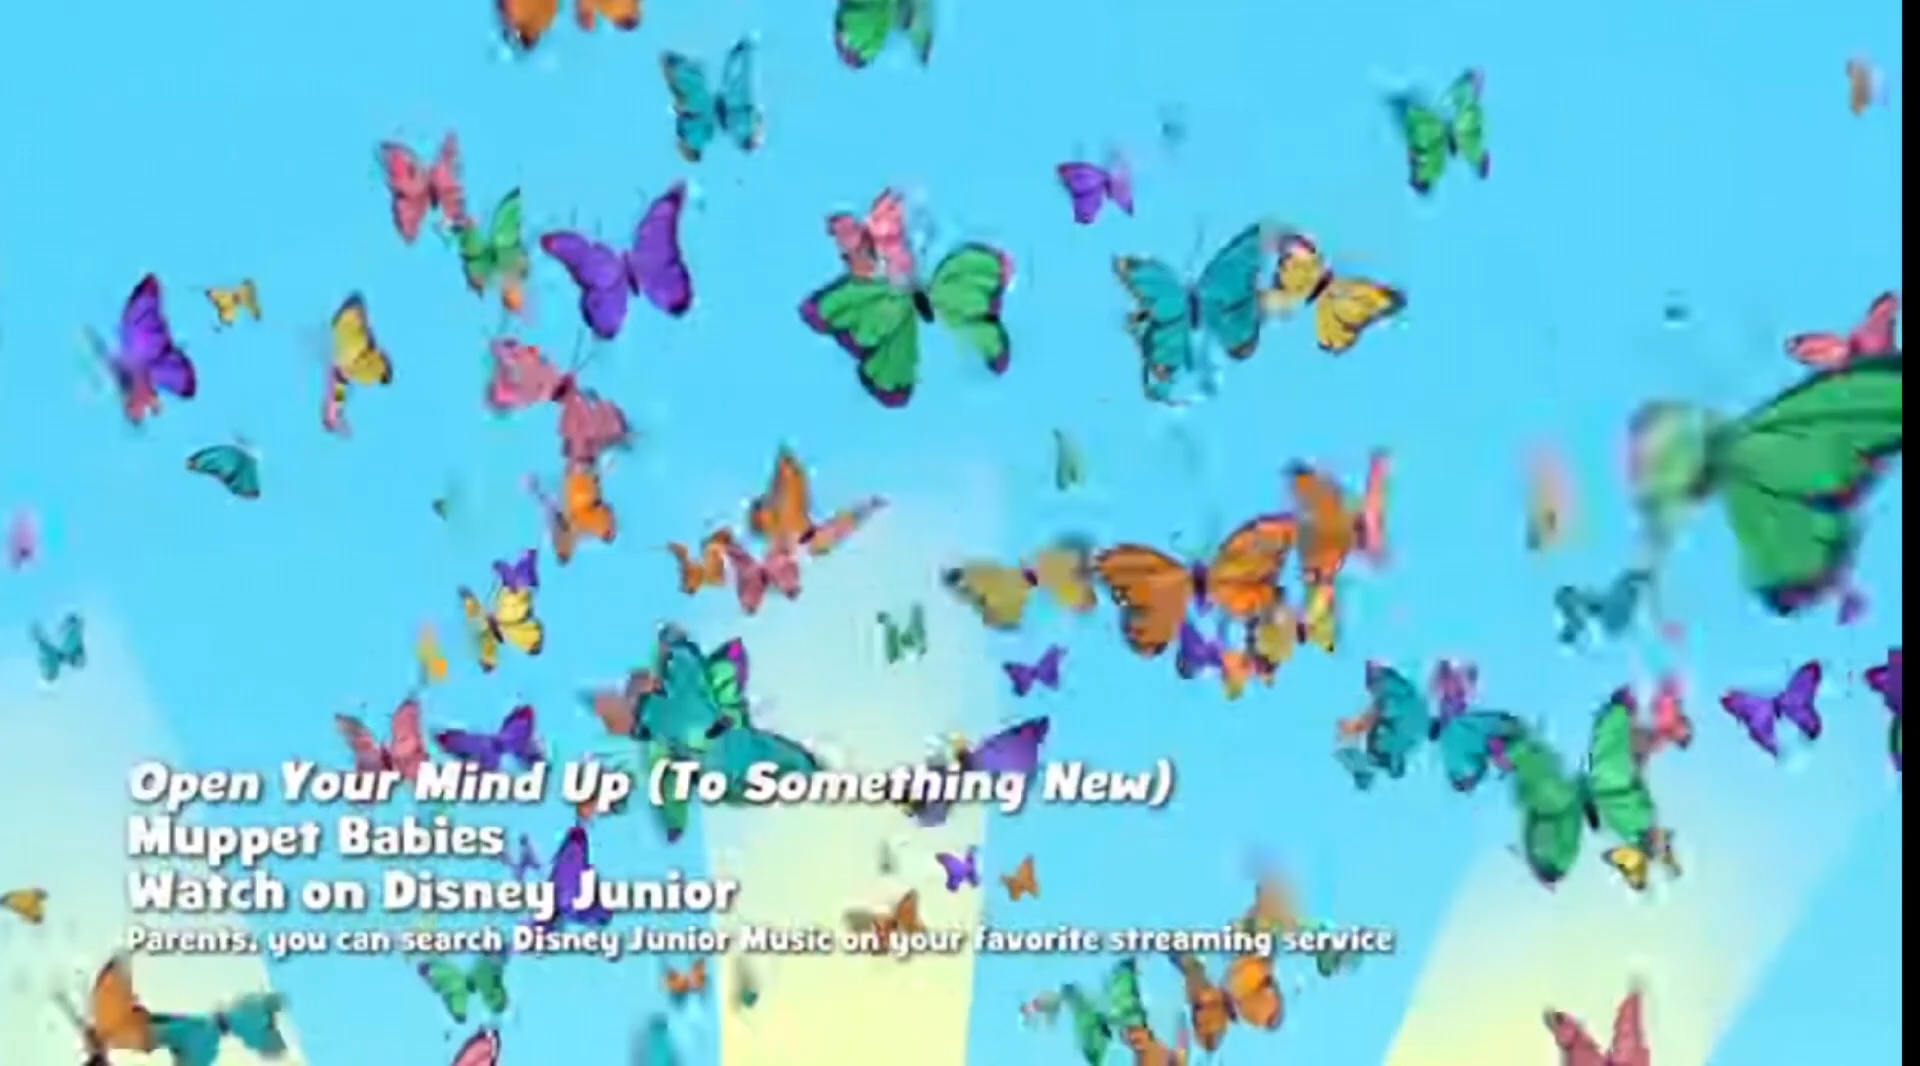 Open Your Mind Up (To Something New)
Muppet Babies
Watch on Disney Junior
Parents, you can search Disney Junior Music on your favorite streaming service